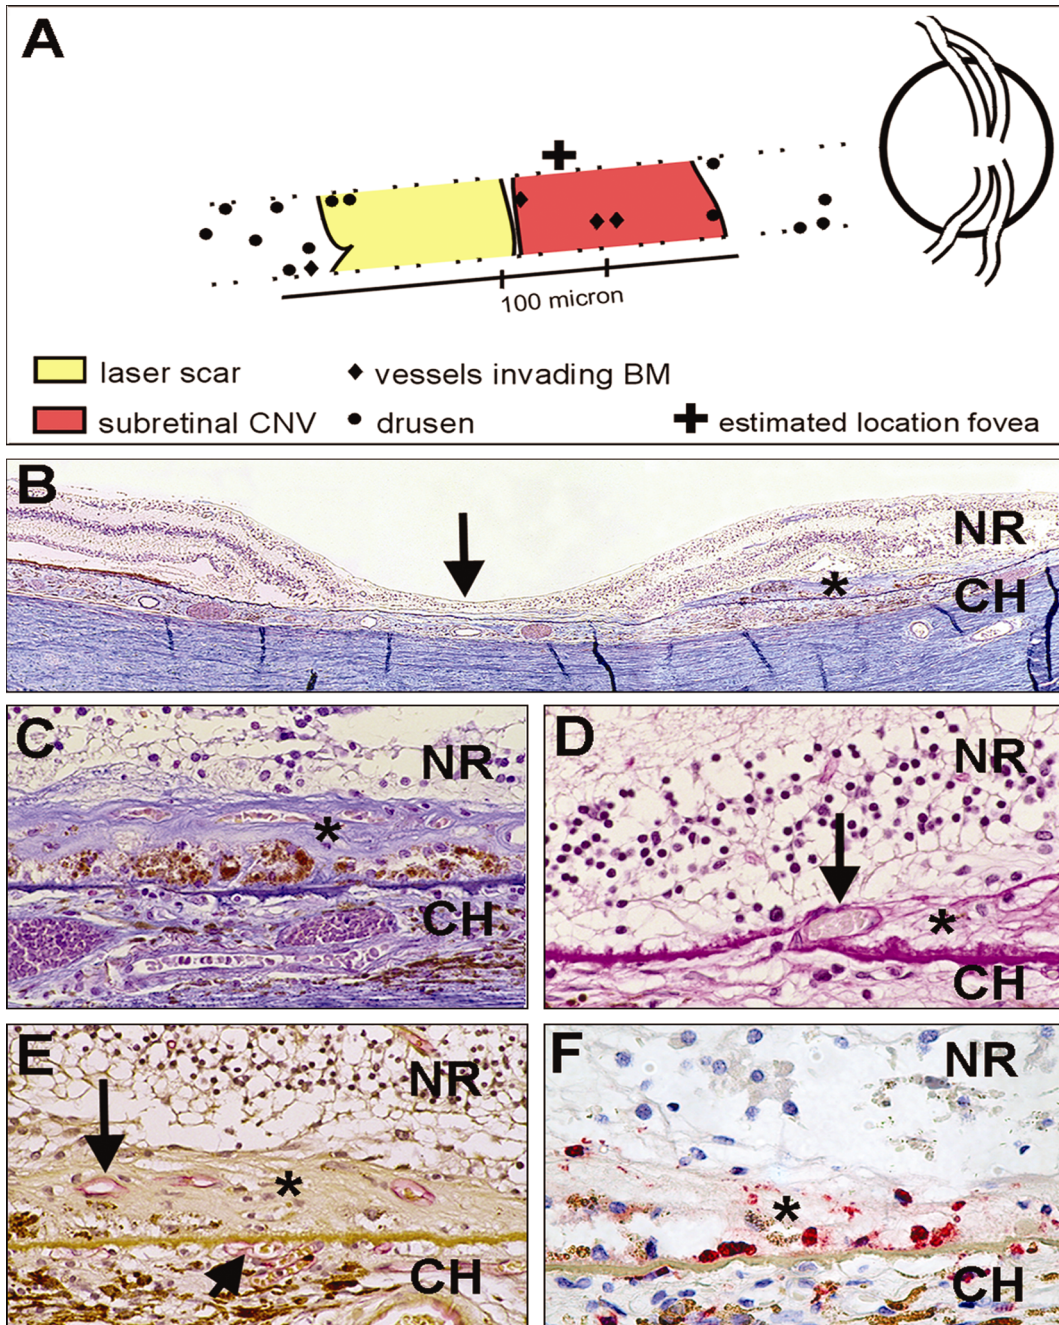 A
100 micron
laser scar
vessels invading BM
subretinal CNV
drusen
estimated location fovea
B
NR
*
CH
C
NR
*
CH
D
NR
*
CH
E
NR
*
CH
F
NR
*
CH